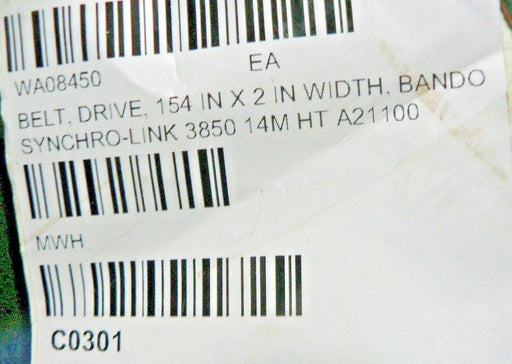 WA08450 EA
BELT, DRIVE, 154 IN X 2 IN WIDTH, BANDO
SYNCHRO-LINK 3850 14M HT A21100
MWH
C0301